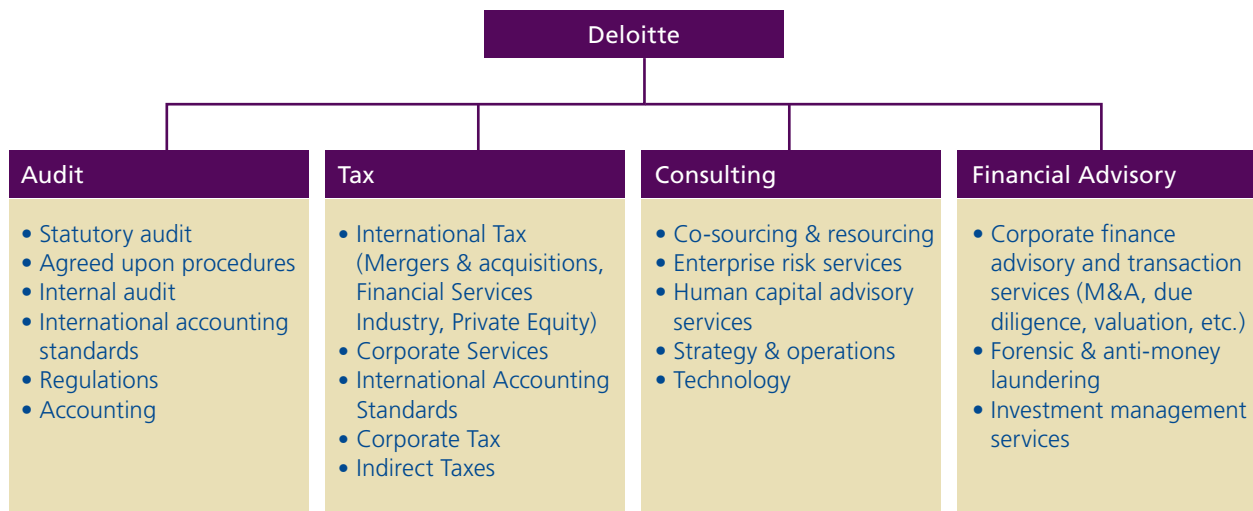 Deloitte
Audit
• Statutory audit
• Agreed upon procedures
• Internal audit
• International accounting
standards
• Regulations
• Accounting
Tax
• International Tax
(Mergers & acquisitions,
Financial Services
Industry, Private Equity)
• Corporate Services
• International Accounting
Standards
• Corporate Tax
• Indirect Taxes
Consulting
• Co-sourcing & resourcing
• Enterprise risk services
• Human capital advisory
services
• Strategy & operations
• Technology
Financial Advisory
• Corporate finance
advisory and transaction
services (M&A, due
diligence, valuation, etc.)
• Forensic & anti-money
laundering
• Investment management
services